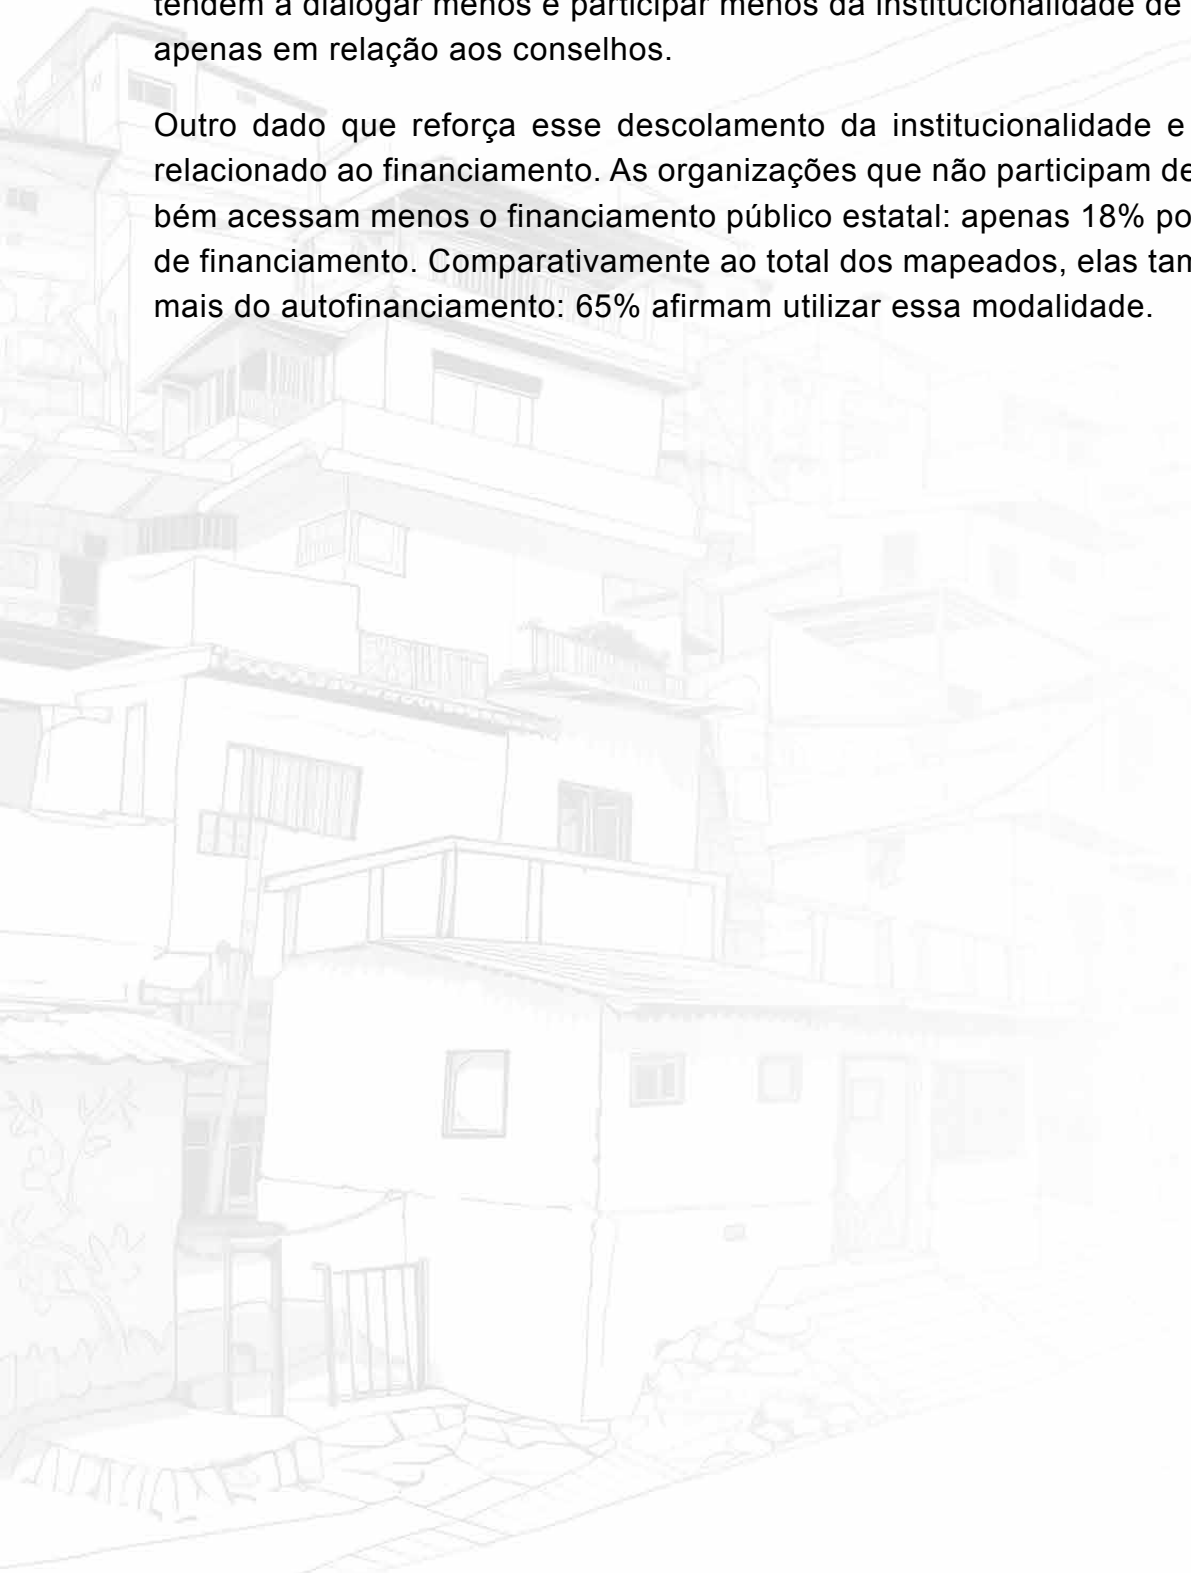 tendem a dialogar menos e participar menos da institucionalidade de
apenas em relação aos conselhos.
Outro dado que reforça esse descolamento da institucionalidade e
relacionado ao financiamento. As organizações que não participam de
bém acessam menos o financiamento público estatal: apenas 18% po
de financiamento. Comparativamente ao total dos mapeados, elas tam
mais do autofinanciamento: 65% afirmam utilizar essa modalidade.